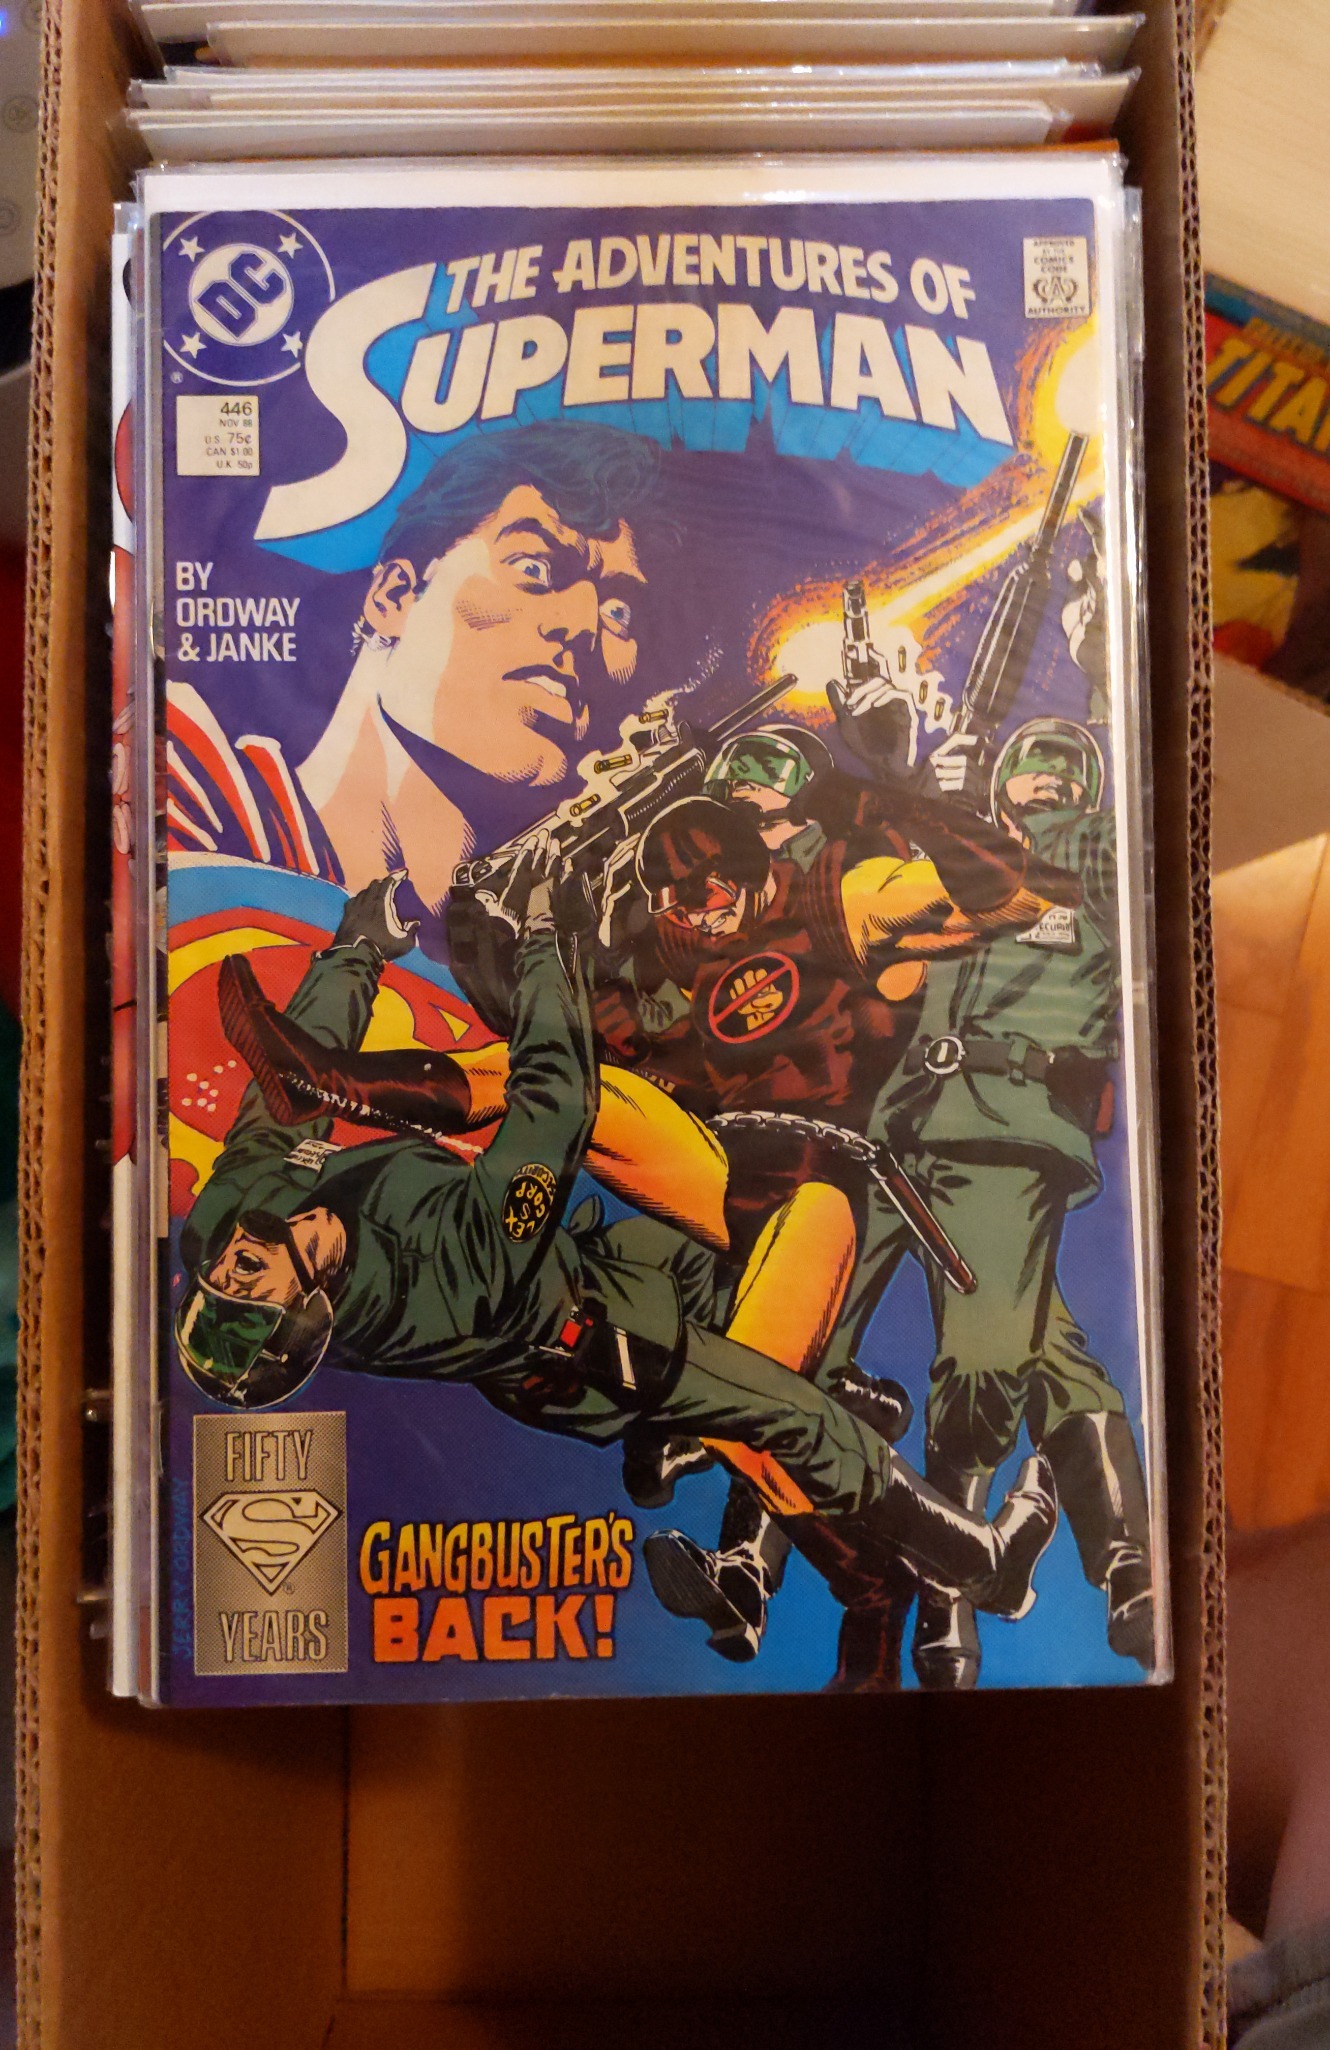 DC
®
THE ADVENTURES OF
SUPERMAN
APPROVED
BY THE
COMICS
CODE
AUTHORITY
446
NOV 88
U.S. 75¢
CAN $1.00
U.K. 50p
BY
ORDWAY
& JANKE
TITA
LEX
CORP
FIFTY
S
®
YEARS
JERRY ORDWAY
GANGBUSTER'S
BACK!